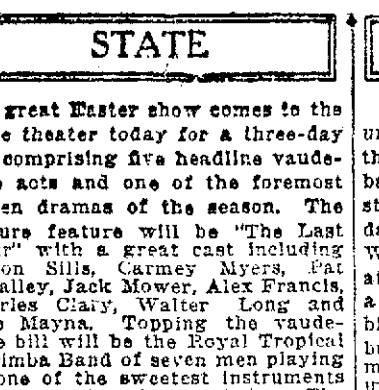 STATE
great Easter show comes to the
e theater today for a three-day
comprising five headline vaude-
e acts and one of the foremost
en dramas of the season. The
ure feature will be "The Last
r" with a great cast including
on Sills, Carmey Myers, Pat
alley, Jack Mower, Alex Francis,
rles Clary, Walter Long and
e Mayna. Topping the vaude-
e bill will be the Royal Tropical
imba Band of seven men playing
one of the sweetest instruments